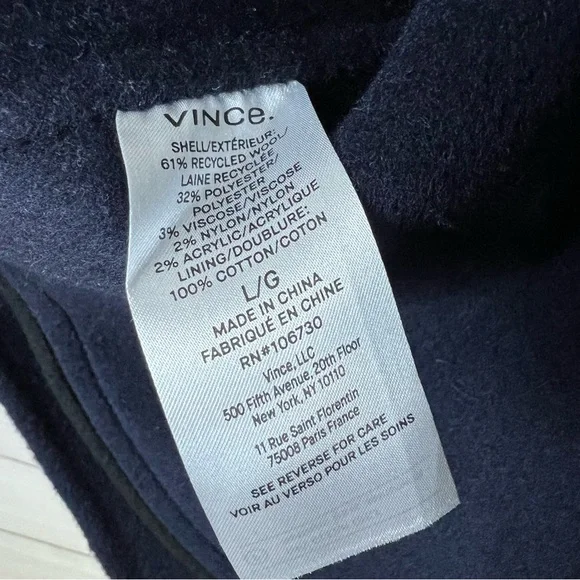 VINCe.
SHELL/EXTÉRIEUR:
61% RECYCLED WOOL/
LAINE RECYCLÉE
32% POLYESTER/
POLYESTER
3% VISCOSE/VISCOSE
2% NYLON/NYLON
2% ACRYLIC/ACRYLIQUE
LINING/DOUBLURE:
100% COTTON/COTON
L/G
MADE IN CHINA
FABRIQUÉ EN CHINE
RN#106730
Vince, LLC
500 Fifth Avenue, 20th Floor
New York, NY 10110
11 Rue Saint Florentin
75008 Paris France
SEE REVERSE FOR CARE
VOIR AU VERSO POUR LES SOINS